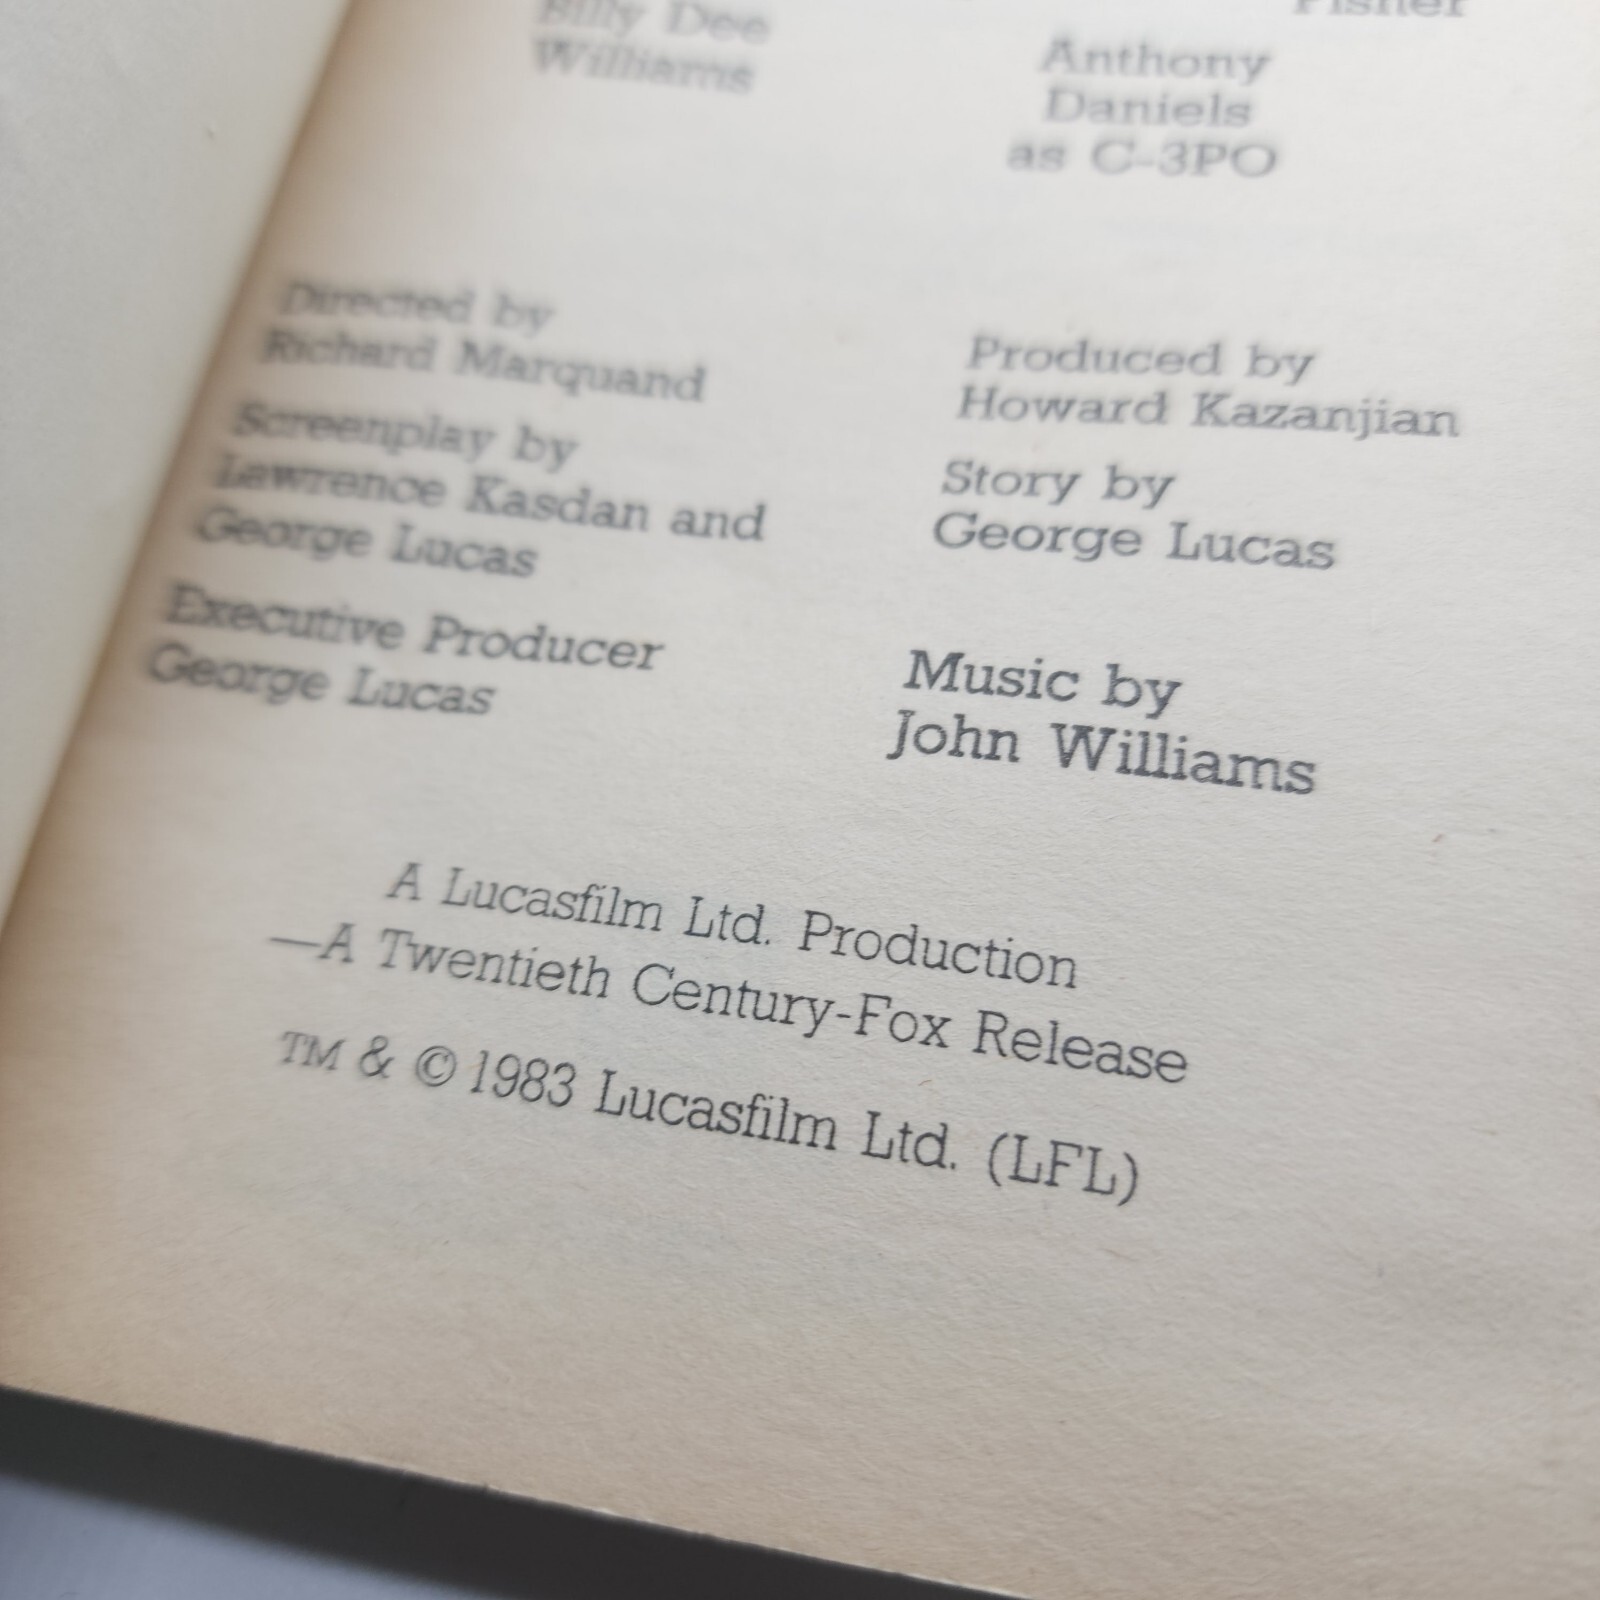 Billy Dee
Williams
Fisher
Anthony
Daniels
as C-3PO
Directed by
Richard Marquand
Produced by
Howard Kazanjian
Screenplay by
Lawrence Kasdan and
George Lucas
Story by
George Lucas
Executive Producer
George Lucas
Music by
John Williams
A Lucasfilm Ltd. Production
—A Twentieth Century-Fox Release
TM & © 1983 Lucasfilm Ltd. (LFL)